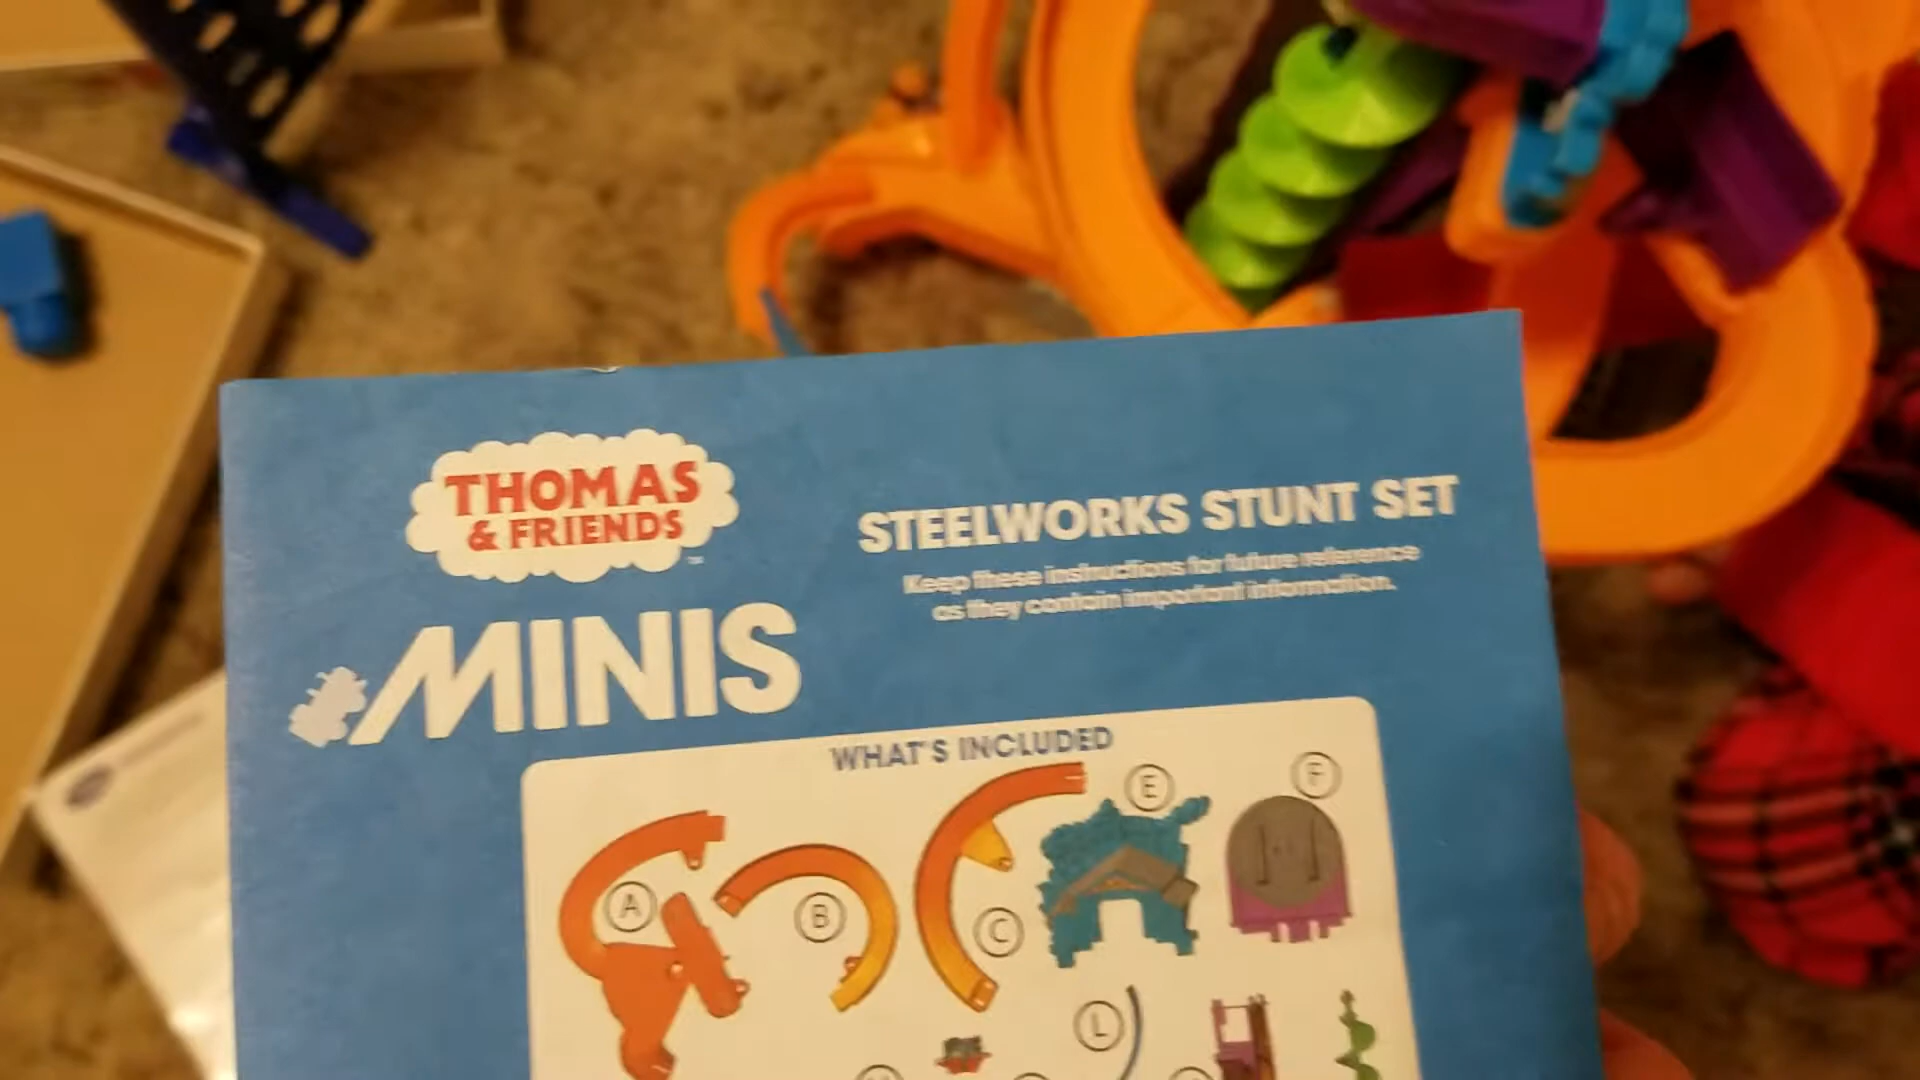 THOMAS
& FRIENDS
™
MINIS
STEELWORKS STUNT SET
Keep these instructions for future reference
as they contain important information.
WHAT'S INCLUDED
A
B
C
E
F
L